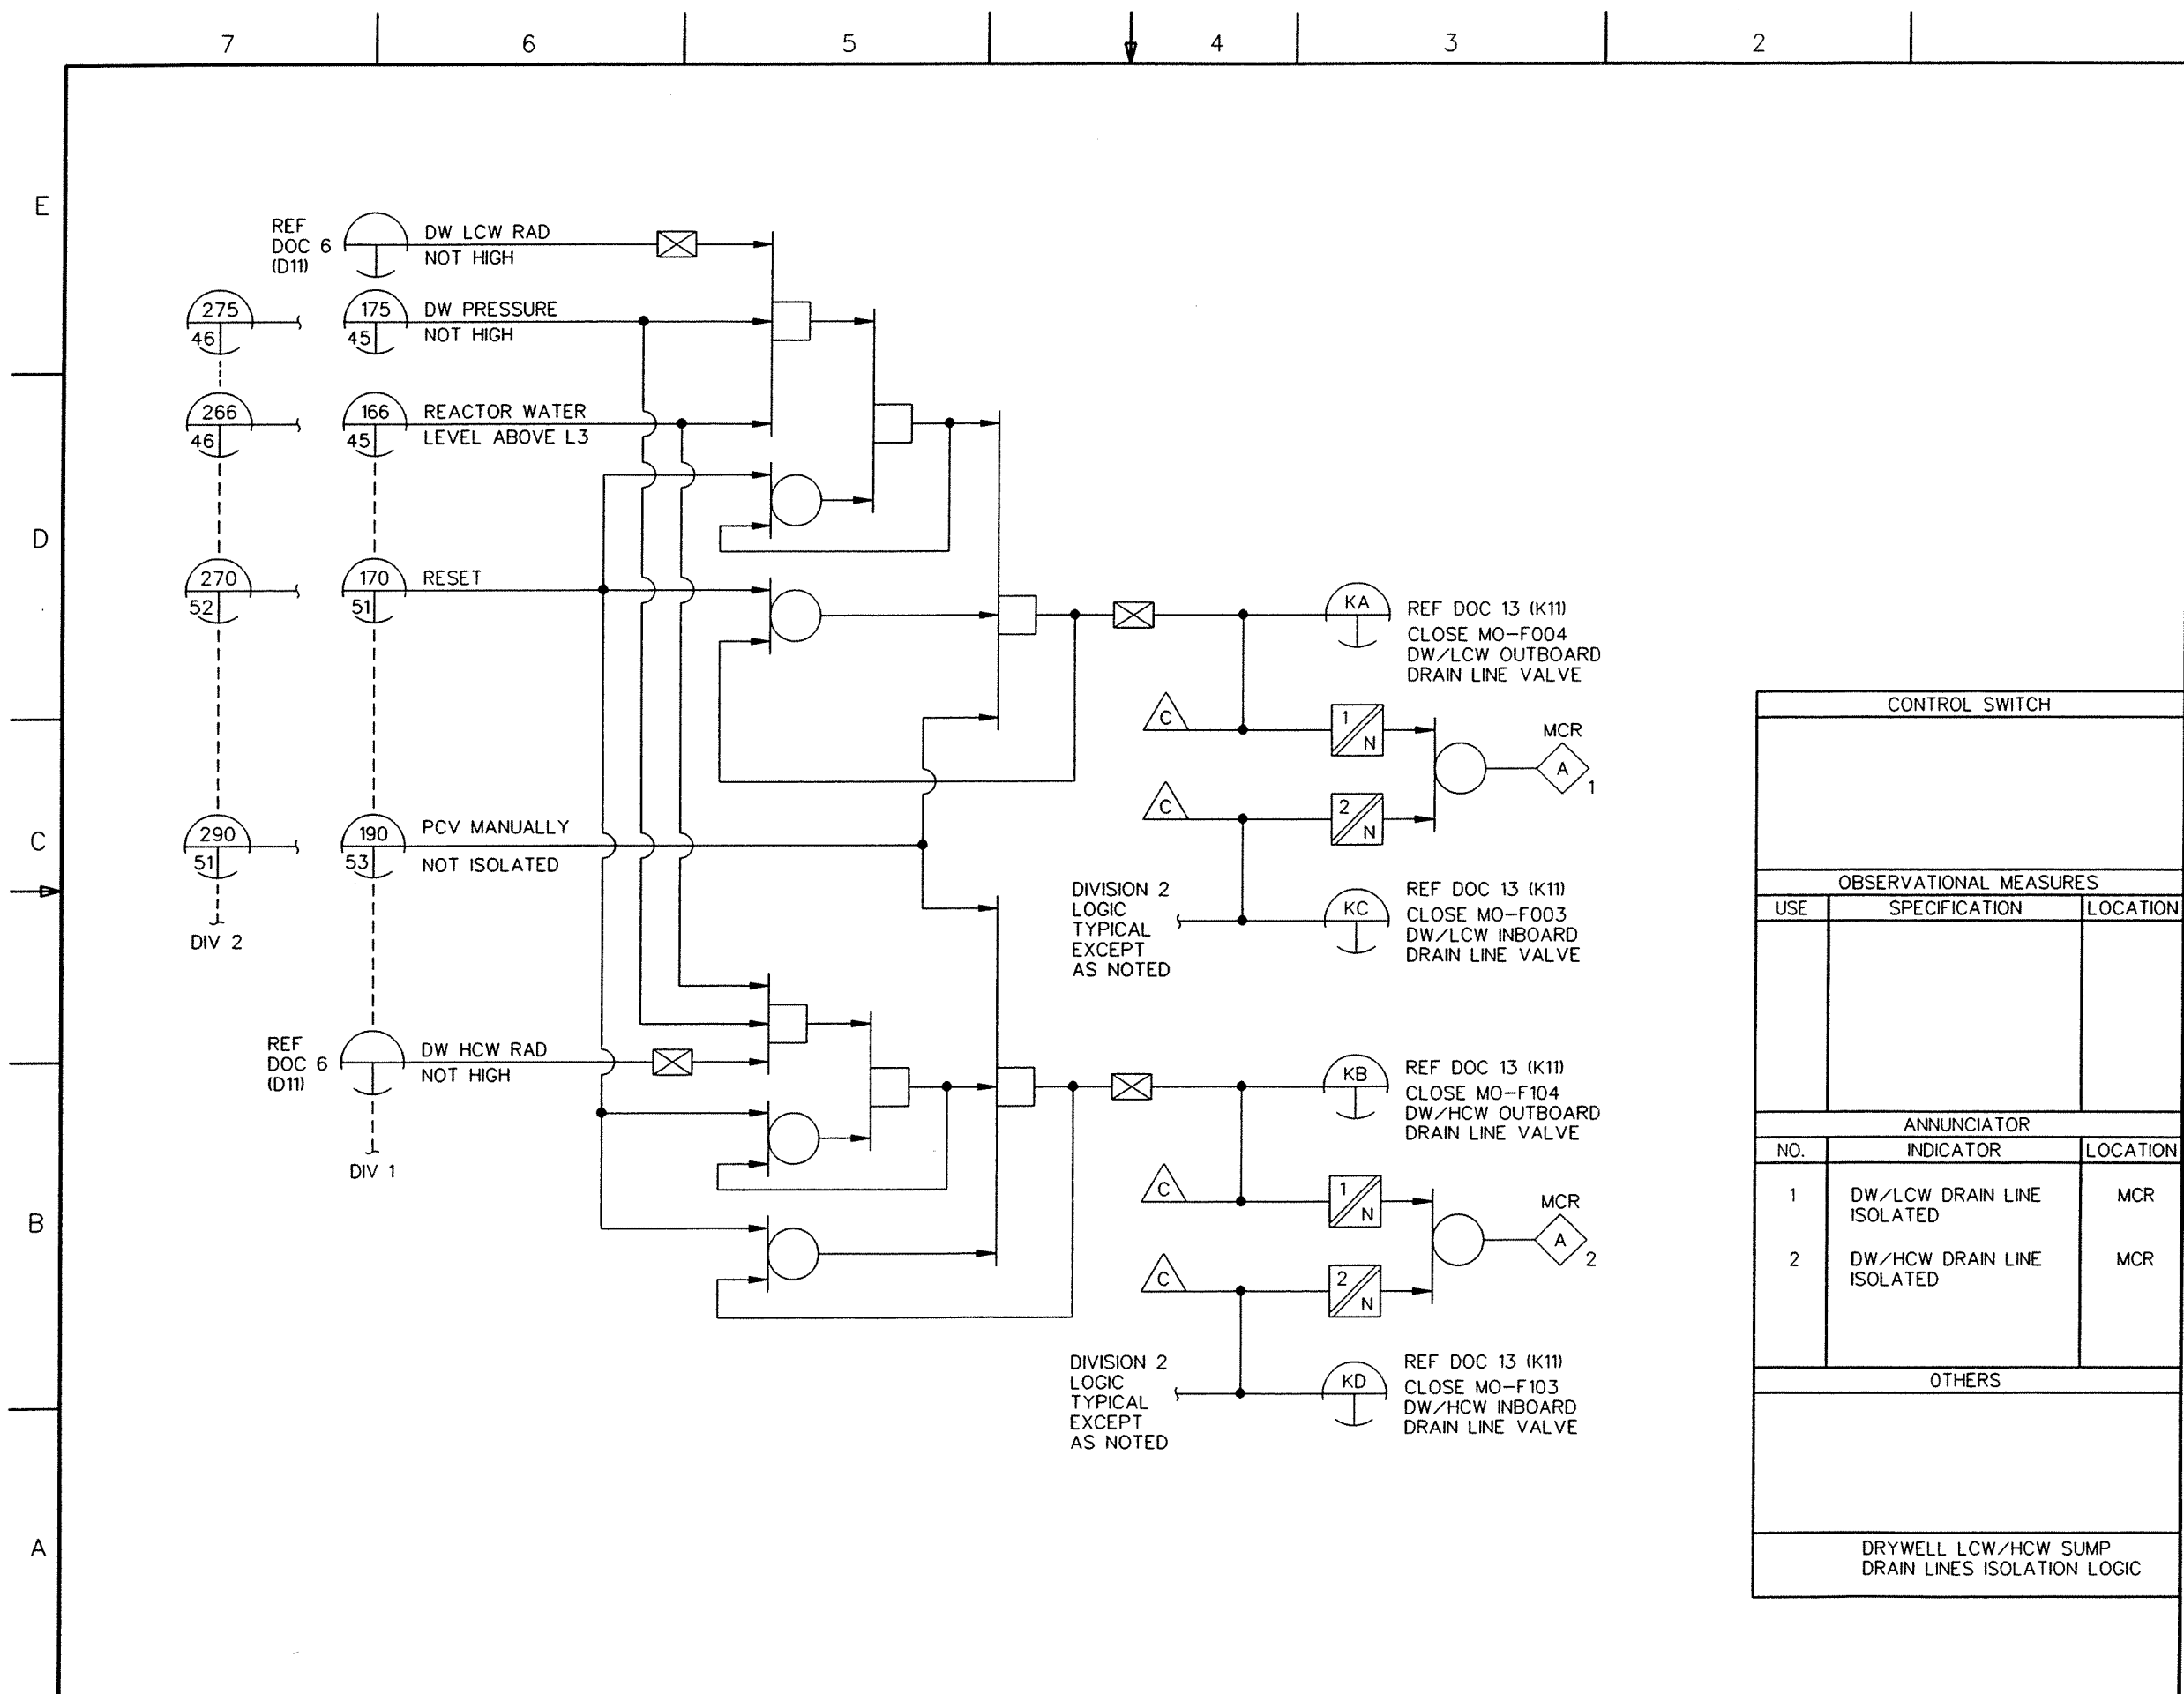 7 6 5 4 3 2
E
REF
DOC 6
(D11)
DW LCW RAD
NOT HIGH
275
46
175
45
DW PRESSURE
NOT HIGH
266
46
166
45
REACTOR WATER
LEVEL ABOVE L3
D
270
52
170
51
RESET
KA
REF DOC 13 (K11)
CLOSE MO-F004
DW/LCW OUTBOARD
DRAIN LINE VALVE
C
1
N
MCR
A
1
C
2
N
C
290
51
190
53
PCV MANUALLY
NOT ISOLATED
DIV 2
DIVISION 2
LOGIC
TYPICAL
EXCEPT
AS NOTED
KC
REF DOC 13 (K11)
CLOSE MO-F003
DW/LCW INBOARD
DRAIN LINE VALVE
REF
DOC 6
(D11)
DW HCW RAD
NOT HIGH
DIV 1
KB
REF DOC 13 (K11)
CLOSE MO-F104
DW/HCW OUTBOARD
DRAIN LINE VALVE
B
C
1
N
MCR
A
2
C
2
N
DIVISION 2
LOGIC
TYPICAL
EXCEPT
AS NOTED
KD
REF DOC 13 (K11)
CLOSE MO-F103
DW/HCW INBOARD
DRAIN LINE VALVE
A
CONTROL SWITCH
OBSERVATIONAL MEASURES
USE SPECIFICATION LOCATION
ANNUNCIATOR
NO. INDICATOR LOCATION
1 DW/LCW DRAIN LINE MCR
ISOLATED
2 DW/HCW DRAIN LINE MCR
ISOLATED
OTHERS
DRYWELL LCW/HCW SUMP
DRAIN LINES ISOLATION LOGIC